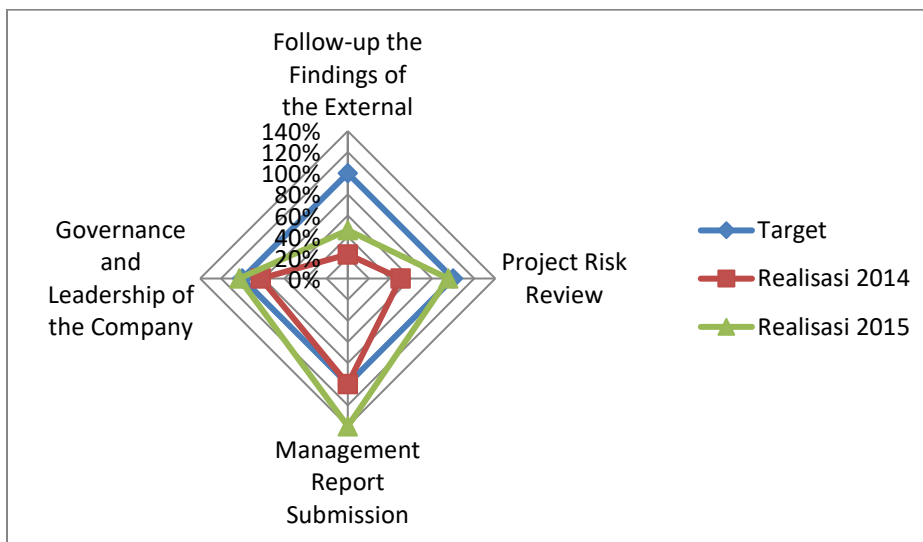 Follow-up the
Findings of
the External
140%
120%
100%
80%
60%
40%
20%
0%
Governance
and
Leadership of
the Company
Project Risk
Review
Management
Report
Submission
Target
Realisasi 2014
Realisasi 2015